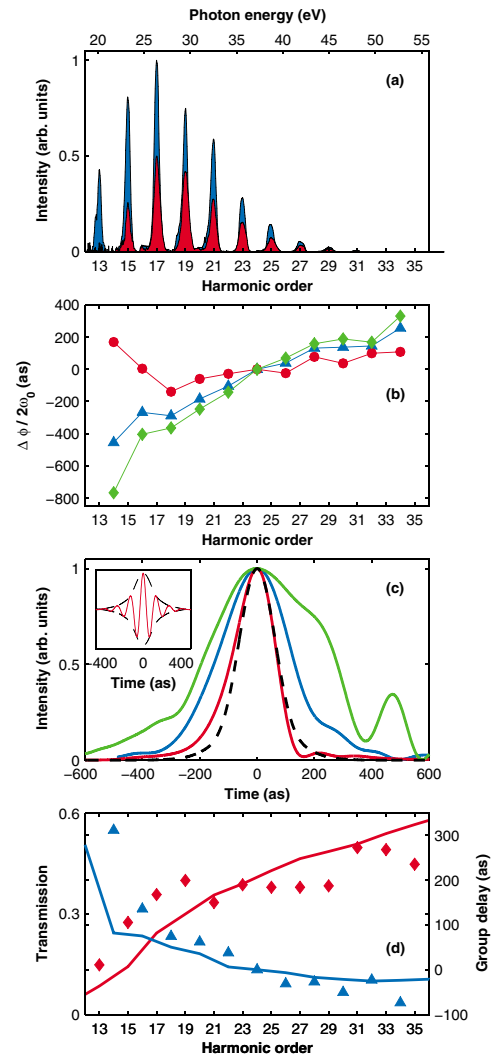 Photon energy (eV)
20 25 30 35 40 45 50 55
(a)
Intensity (arb. units)
1
0.5
0
13 15 17 19 21 23 25 27 29 31 33 35
Harmonic order
400
200
0
−200
−400
−600
−800
Δ ϕ / 2ω0 (as)
(b)
13 15 17 19 21 23 25 27 29 31 33 35
Harmonic order
1
0.5
0
Intensity (arb. units)
(c)
−400 0 400
Time (as)
−600 −400 −200 0 200 400 600
Time (as)
0.6
0.3
0
Transmission
(d)
300
200
100
0
−100
Group delay (as)
13 15 17 19 21 23 25 27 29 31 33 35
Harmonic order